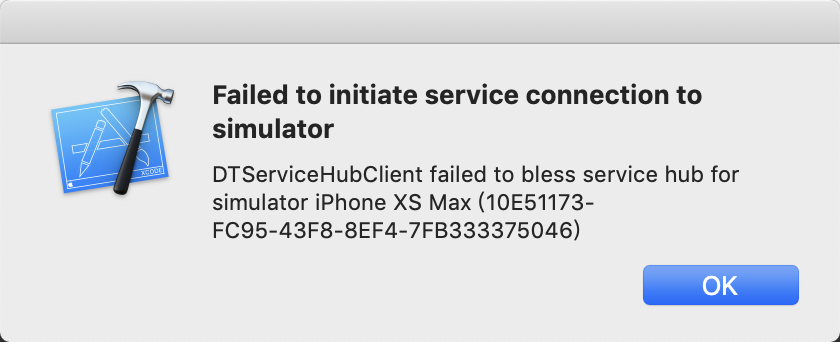 Failed to initiate service connection to
simulator
DTServiceHubClient failed to bless service hub for
simulator iPhone XS Max (10E51173-
FC95-43F8-8EF4-7FB333375046)
XCODE
OK